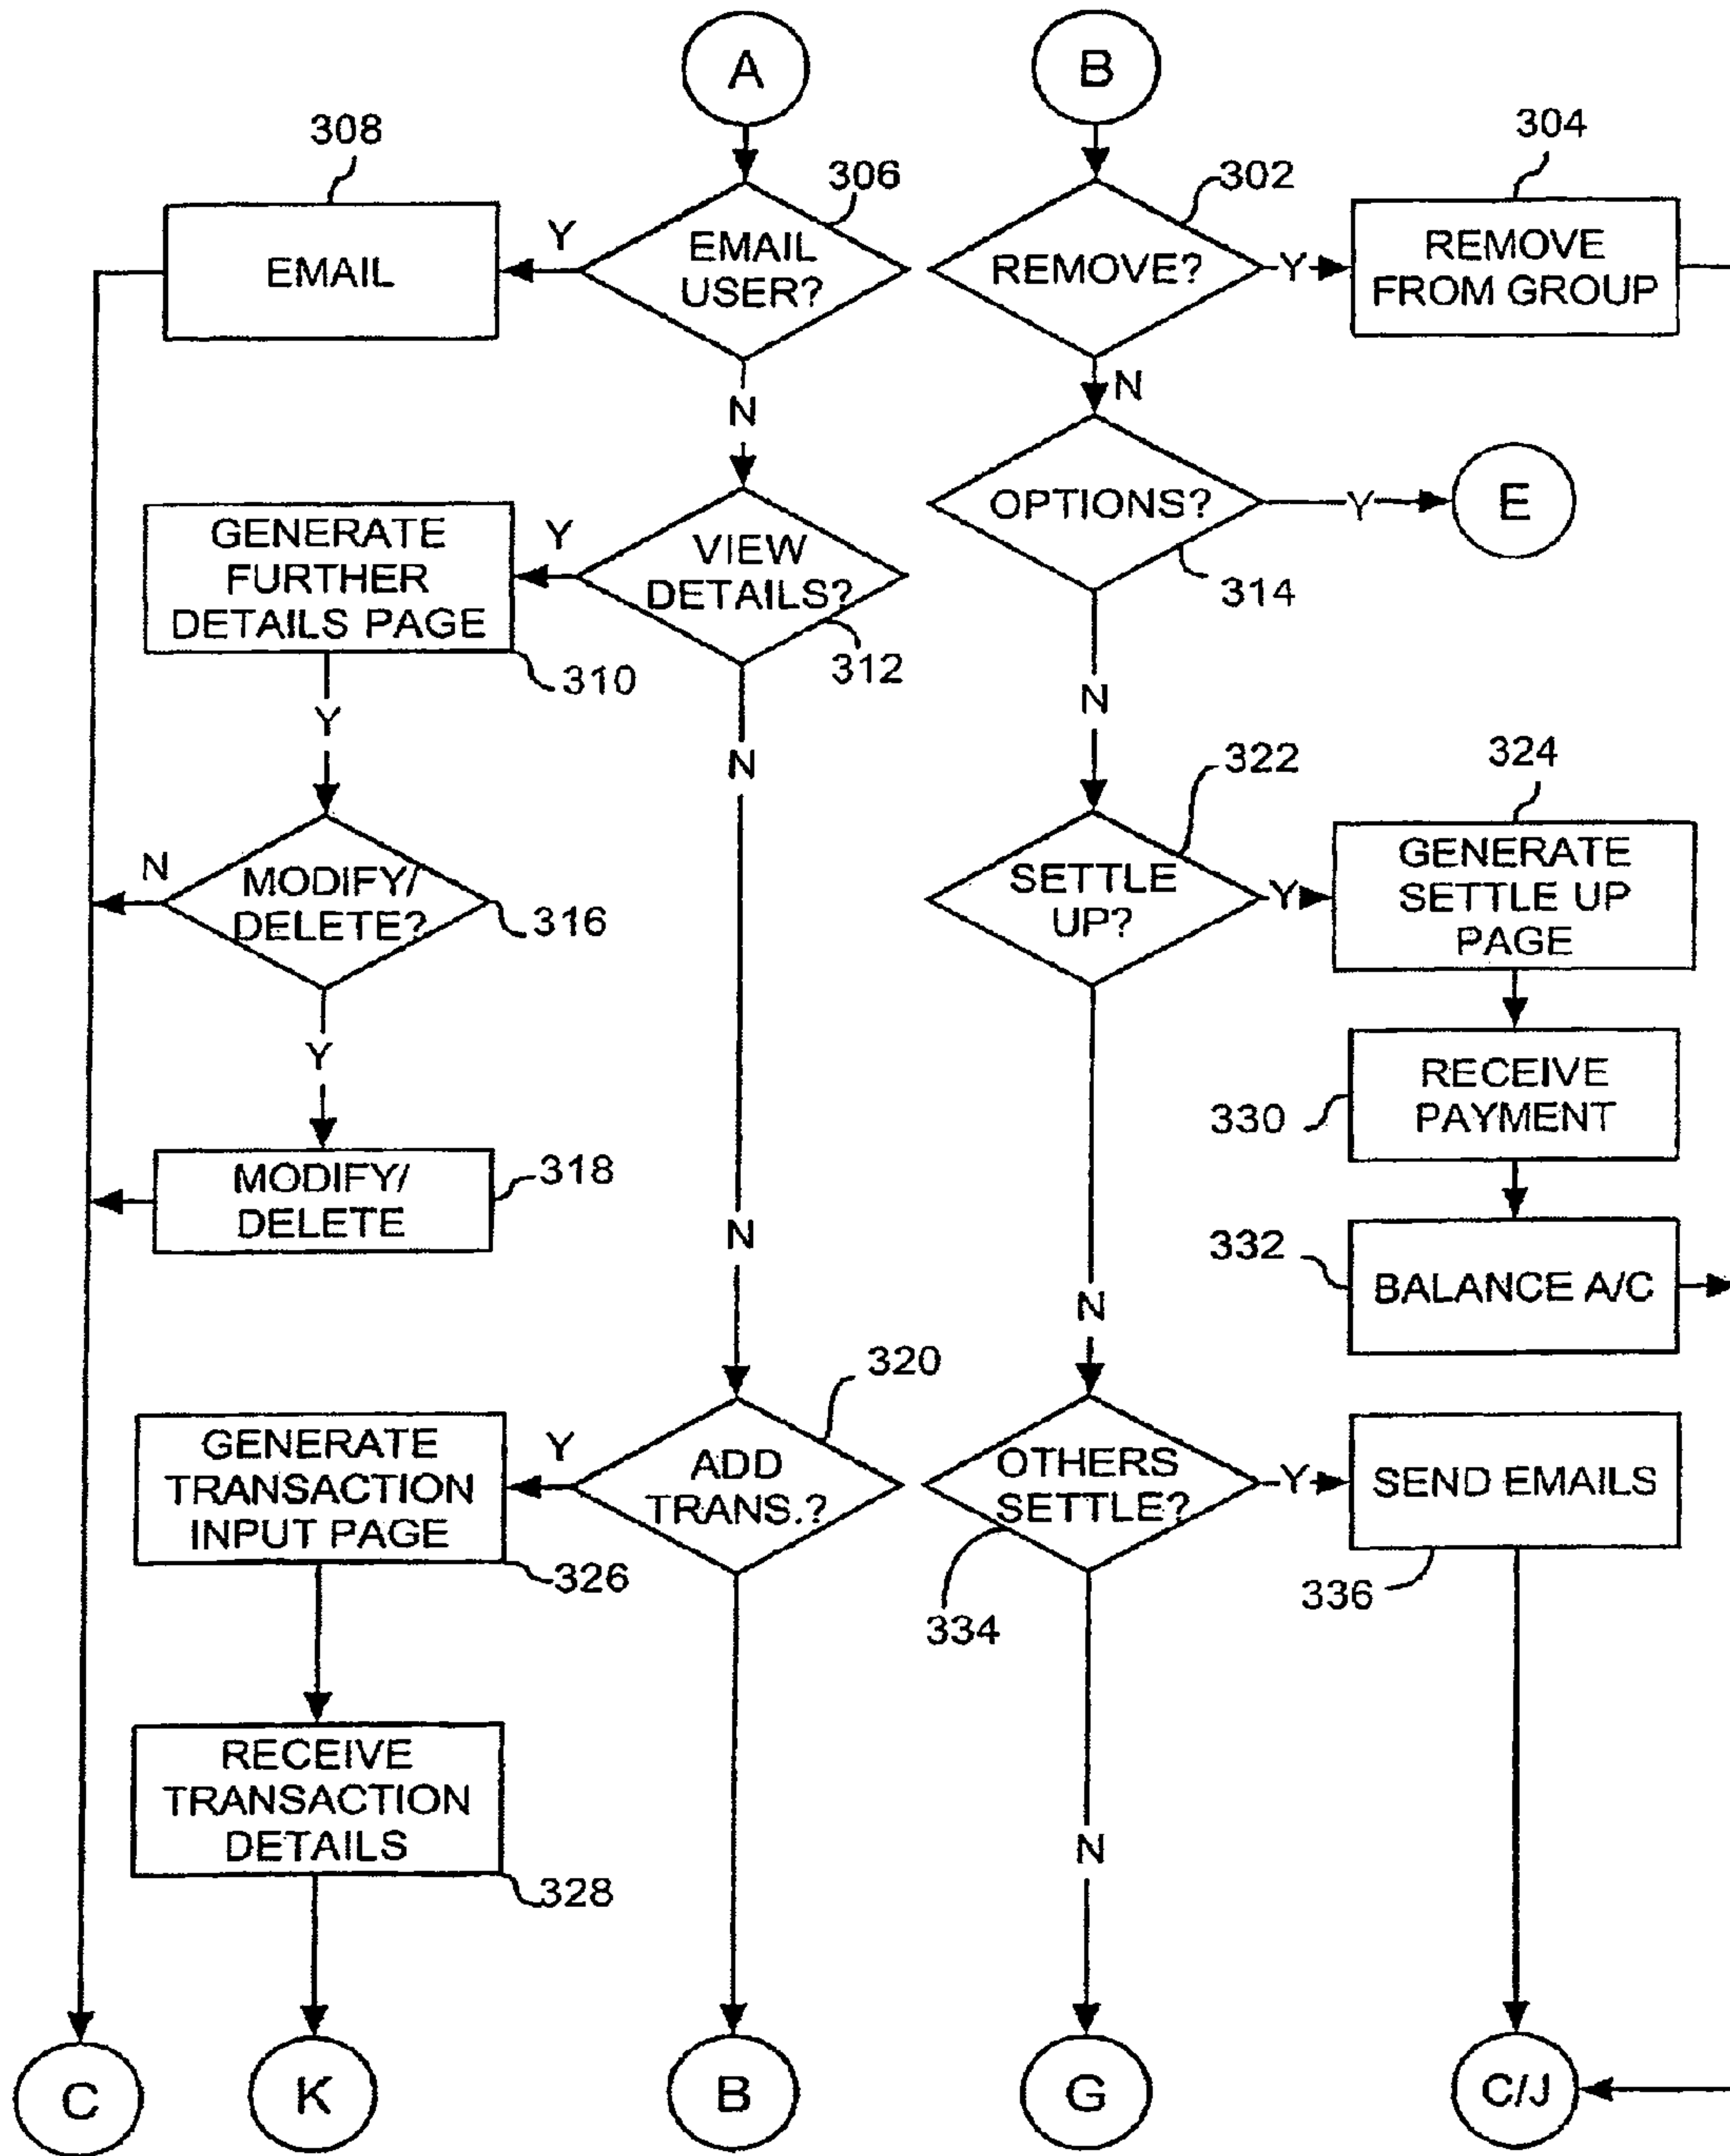 A
B
308
306
302
304
EMAIL
Y
EMAIL
USER?
REMOVE?
Y
REMOVE
FROM GROUP
N
N
GENERATE
FURTHER
DETAILS PAGE
Y
VIEW
DETAILS?
OPTIONS?
Y
E
310
312
314
Y
N
N
322
324
N
MODIFY/
DELETE?
316
SETTLE
UP?
Y
GENERATE
SETTLE UP
PAGE
Y
330
RECEIVE
PAYMENT
MODIFY/
DELETE
318
N
332
BALANCE A/C
N
320
GENERATE
TRANSACTION
INPUT PAGE
Y
ADD
TRANS.?
OTHERS
SETTLE?
Y
SEND EMAILS
326
334
336
RECEIVE
TRANSACTION
DETAILS
328
N
C
K
B
G
C/J